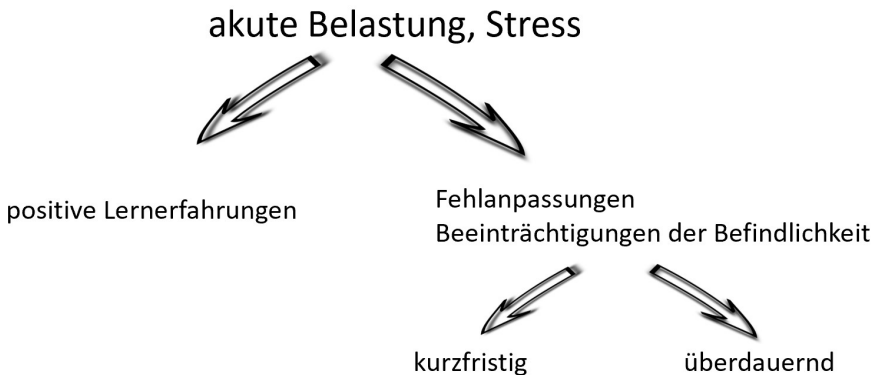 akute Belastung, Stress
positive Lernerfahrungen
Fehlanpassungen
Beeinträchtigungen der Befindlichkeit
kurzfristig
überdauernd